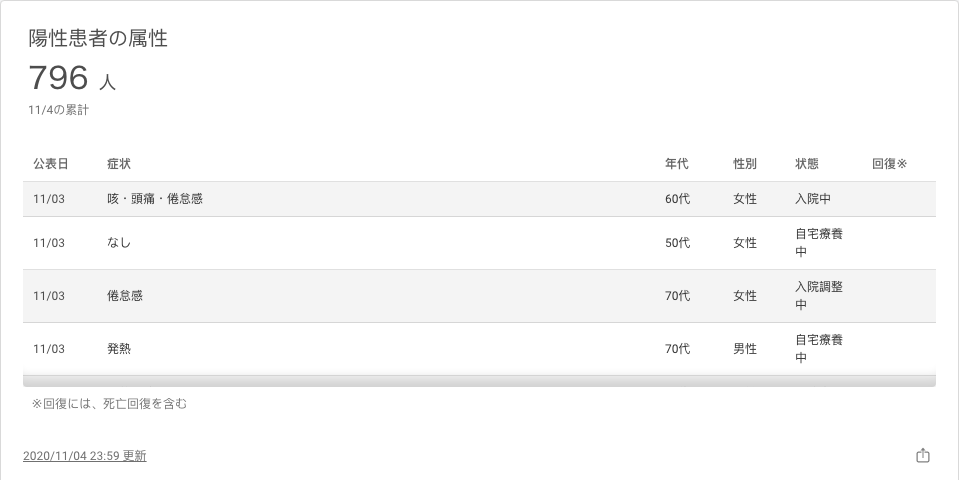 陽性患者の属性
796 人
11/4の累計
公表日 症状 年代 性別 状態 回復※
11/03 咳・頭痛・倦怠感 60代 女性 入院中
11/03 なし 50代 女性 自宅療養
中
11/03 倦怠感 70代 女性 入院調整
中
11/03 発熱 70代 男性 自宅療養
中
※回復には、死亡回復を含む
2020/11/04 23:59 更新